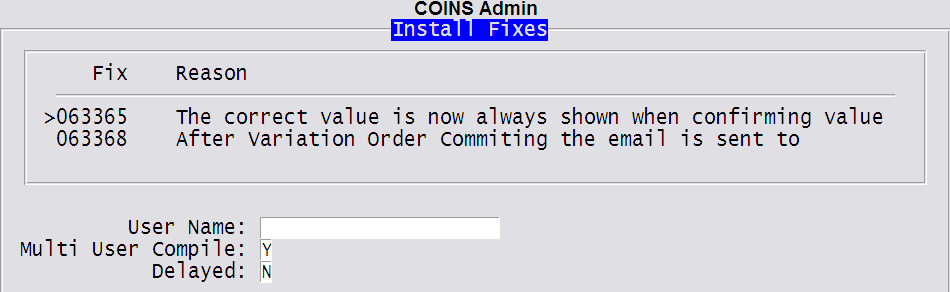 COINS Admin
Install Fixes
Fix Reason
>063365 The correct value is now always shown when confirming value
063368 After Variation Order Commiting the email is sent to
User Name:
Multi User Compile: Y
Delayed: N